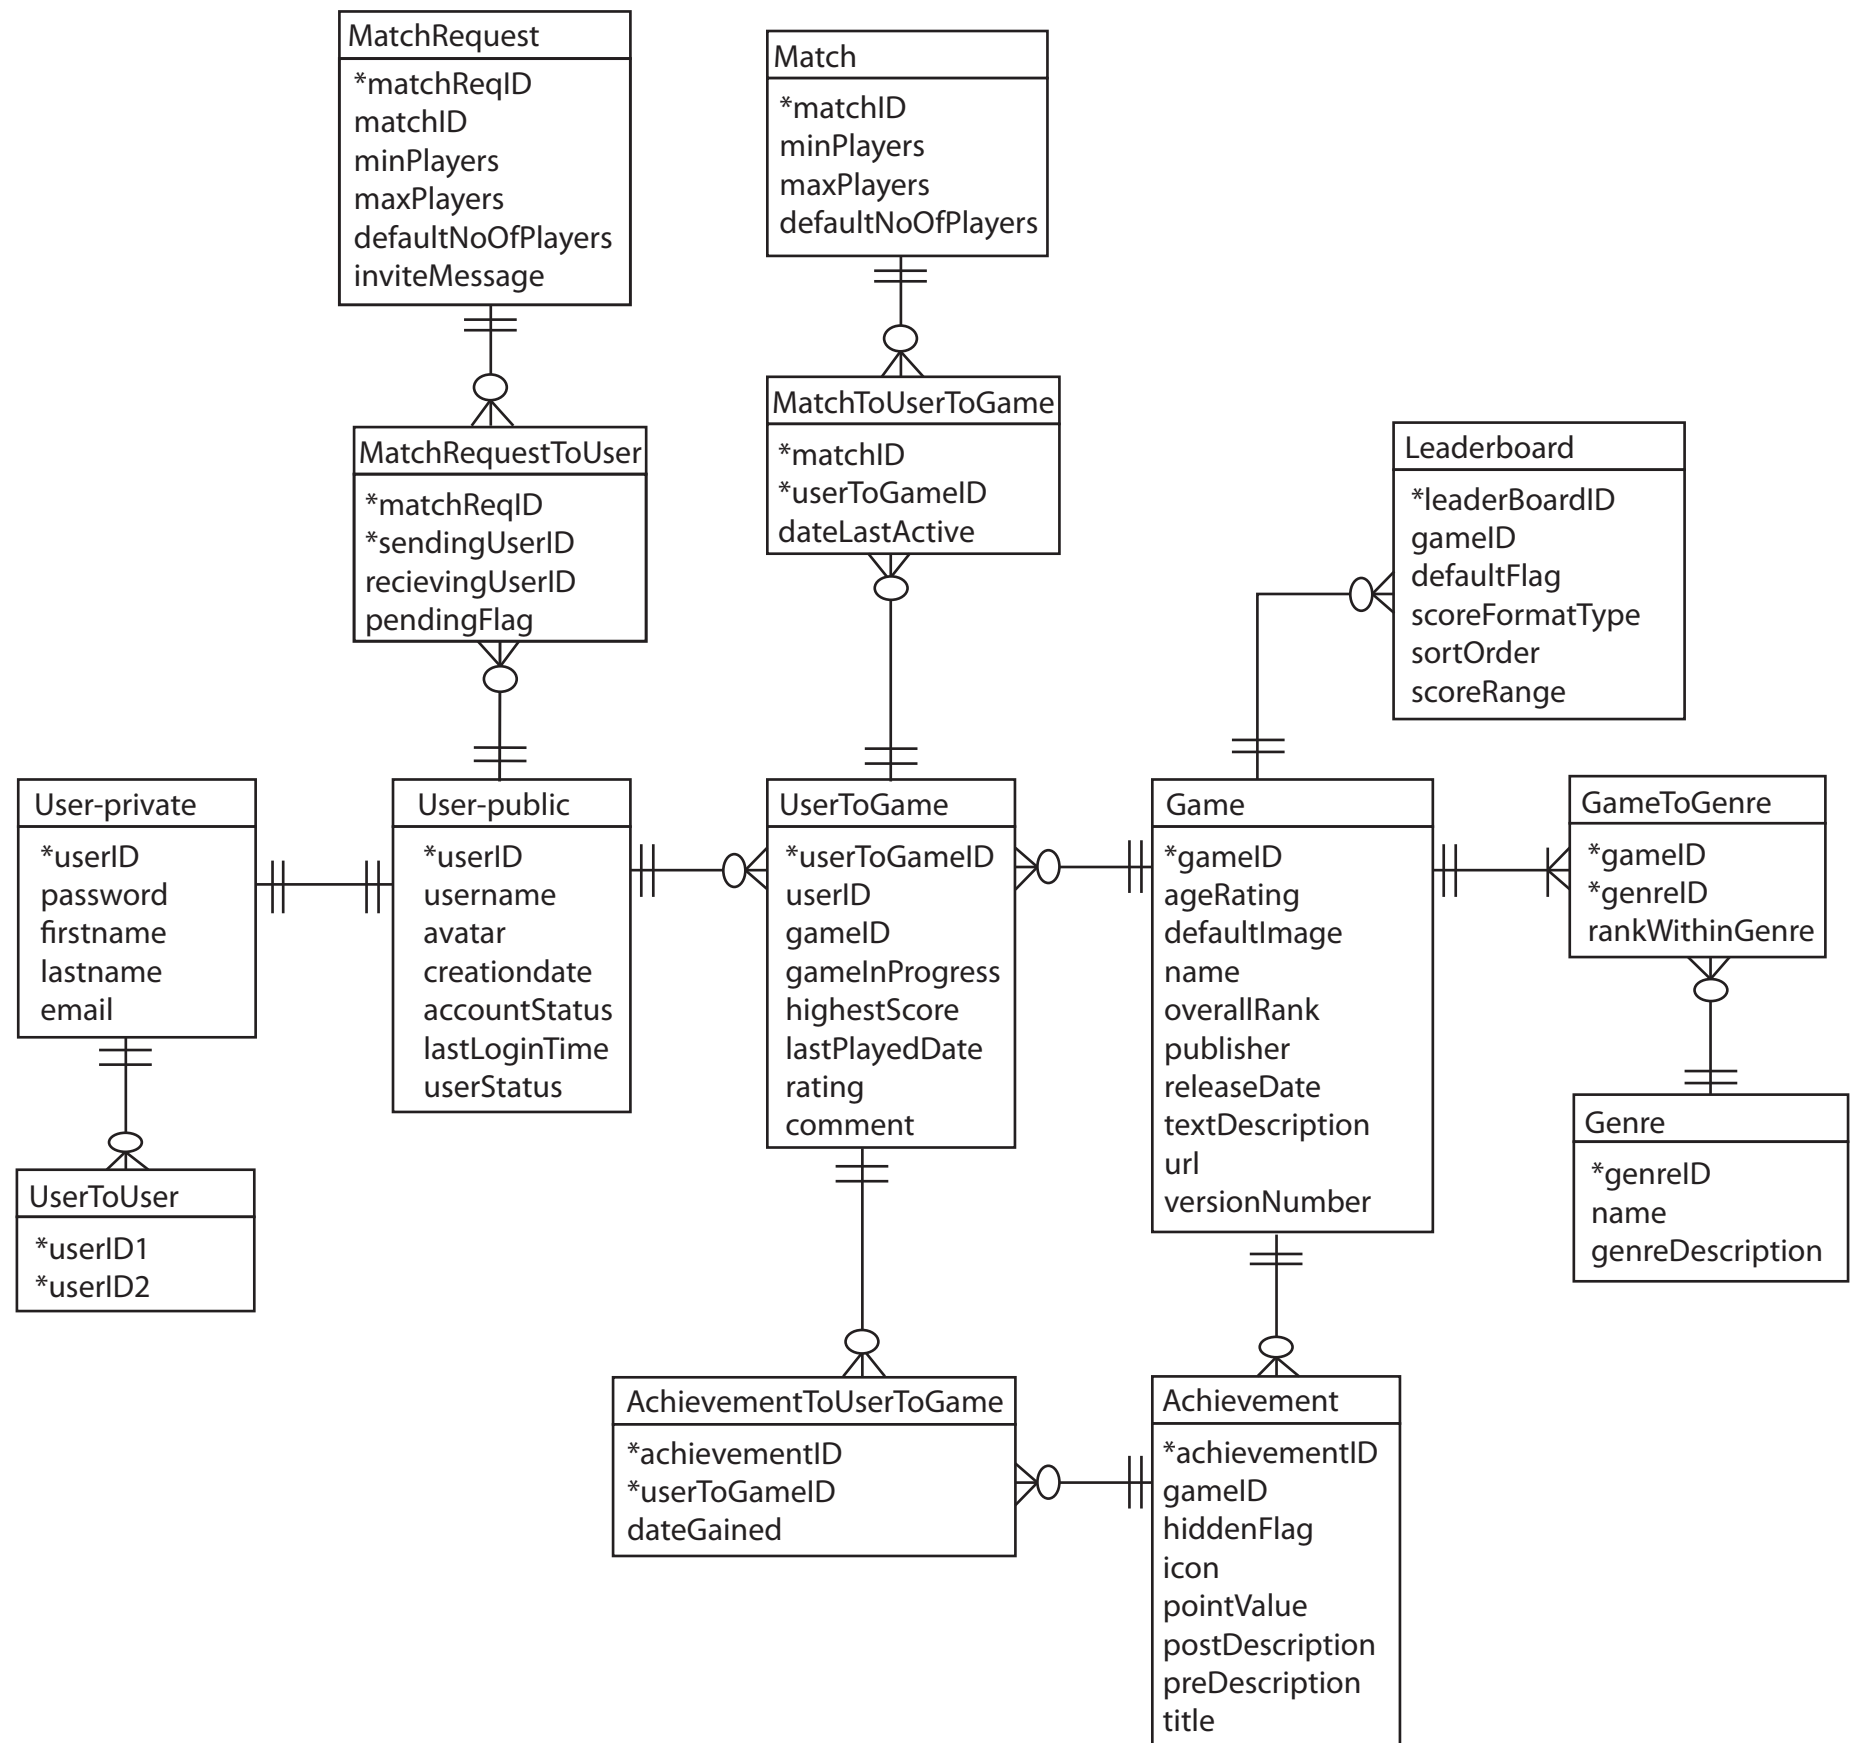 MatchRequest
*matchReqID
matchID
minPlayers
maxPlayers
defaultNoOfPlayers
inviteMessage
Match
*matchID
minPlayers
maxPlayers
defaultNoOfPlayers
MatchRequestToUser
*matchReqID
*sendingUserID
recievingUserID
pendingFlag
MatchToUserToGame
*matchID
*userToGameID
dateLastActive
Leaderboard
*leaderBoardID
gameID
defaultFlag
scoreFormatType
sortOrder
scoreRange
User-private
*userID
password
firstname
lastname
email
User-public
*userID
username
avatar
creationdate
accountStatus
lastLoginTime
userStatus
UserToGame
*userToGameID
userID
gameID
gameInProgress
highestScore
lastPlayedDate
rating
comment
Game
*gameID
ageRating
defaultImage
name
overallRank
publisher
releaseDate
textDescription
url
versionNumber
GameToGenre
*gameID
*genreID
rankWithinGenre
Genre
*genreID
name
genreDescription
UserToUser
*userID1
*userID2
AchievementToUserToGame
*achievementID
*userToGameID
dateGained
Achievement
*achievementID
gameID
hiddenFlag
icon
pointValue
postDescription
preDescription
title